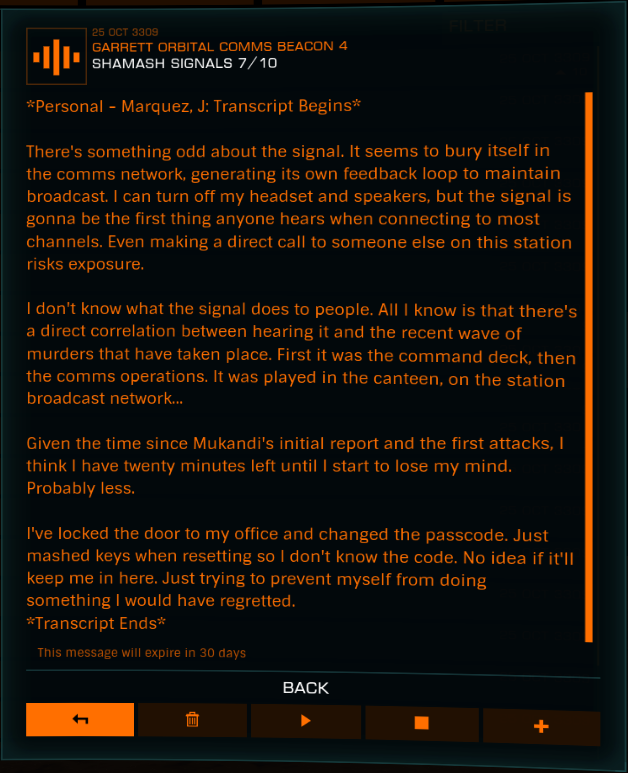 FILTER
25 OCT 3309
GARRETT ORBITAL COMMS BEACON 4
SHAMASH SIGNALS 7/10
*Personal - Marquez, J: Transcript Begins*
There's something odd about the signal. It seems to bury itself in
the comms network, generating its own feedback loop to maintain
broadcast. I can turn off my headset and speakers, but the signal is
gonna be the first thing anyone hears when connecting to most
channels. Even making a direct call to someone else on this station
risks exposure.
I don't know what the signal does to people. All I know is that there's
a direct correlation between hearing it and the recent wave of
murders that have taken place. First it was the command deck, then
the comms operations. It was played in the canteen, on the station
broadcast network...
Given the time since Mukandi's initial report and the first attacks, I
think I have twenty minutes left until I start to lose my mind.
Probably less.
I've locked the door to my office and changed the passcode. Just
mashed keys when resetting so I don't know the code. No idea if it'll
keep me in here. Just trying to prevent myself from doing
something I would have regretted.
*Transcript Ends*
This message will expire in 30 days
BACK